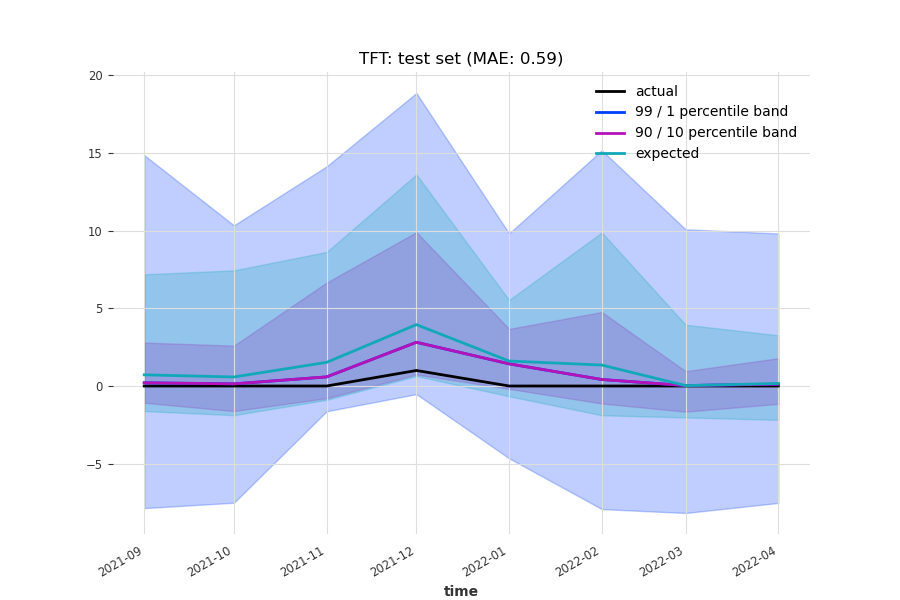 TFT: test set (MAE: 0.59)
actual
99 / 1 percentile band
90 / 10 percentile band
expected
20
15
10
5
0
−5
2021-09
2021-10
2021-11
2021-12
2022-01
2022-02
2022-03
2022-04
time